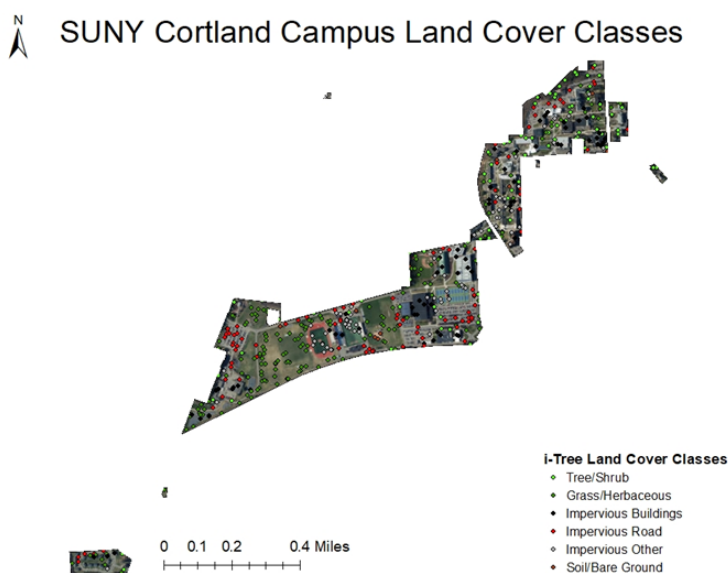 N
SUNY Cortland Campus Land Cover Classes
i-Tree Land Cover Classes
Tree/Shrub
Grass/Herbaceous
Impervious Buildings
Impervious Road
Impervious Other
Soil/Bare Ground
0 0.1 0.2 0.4 Miles